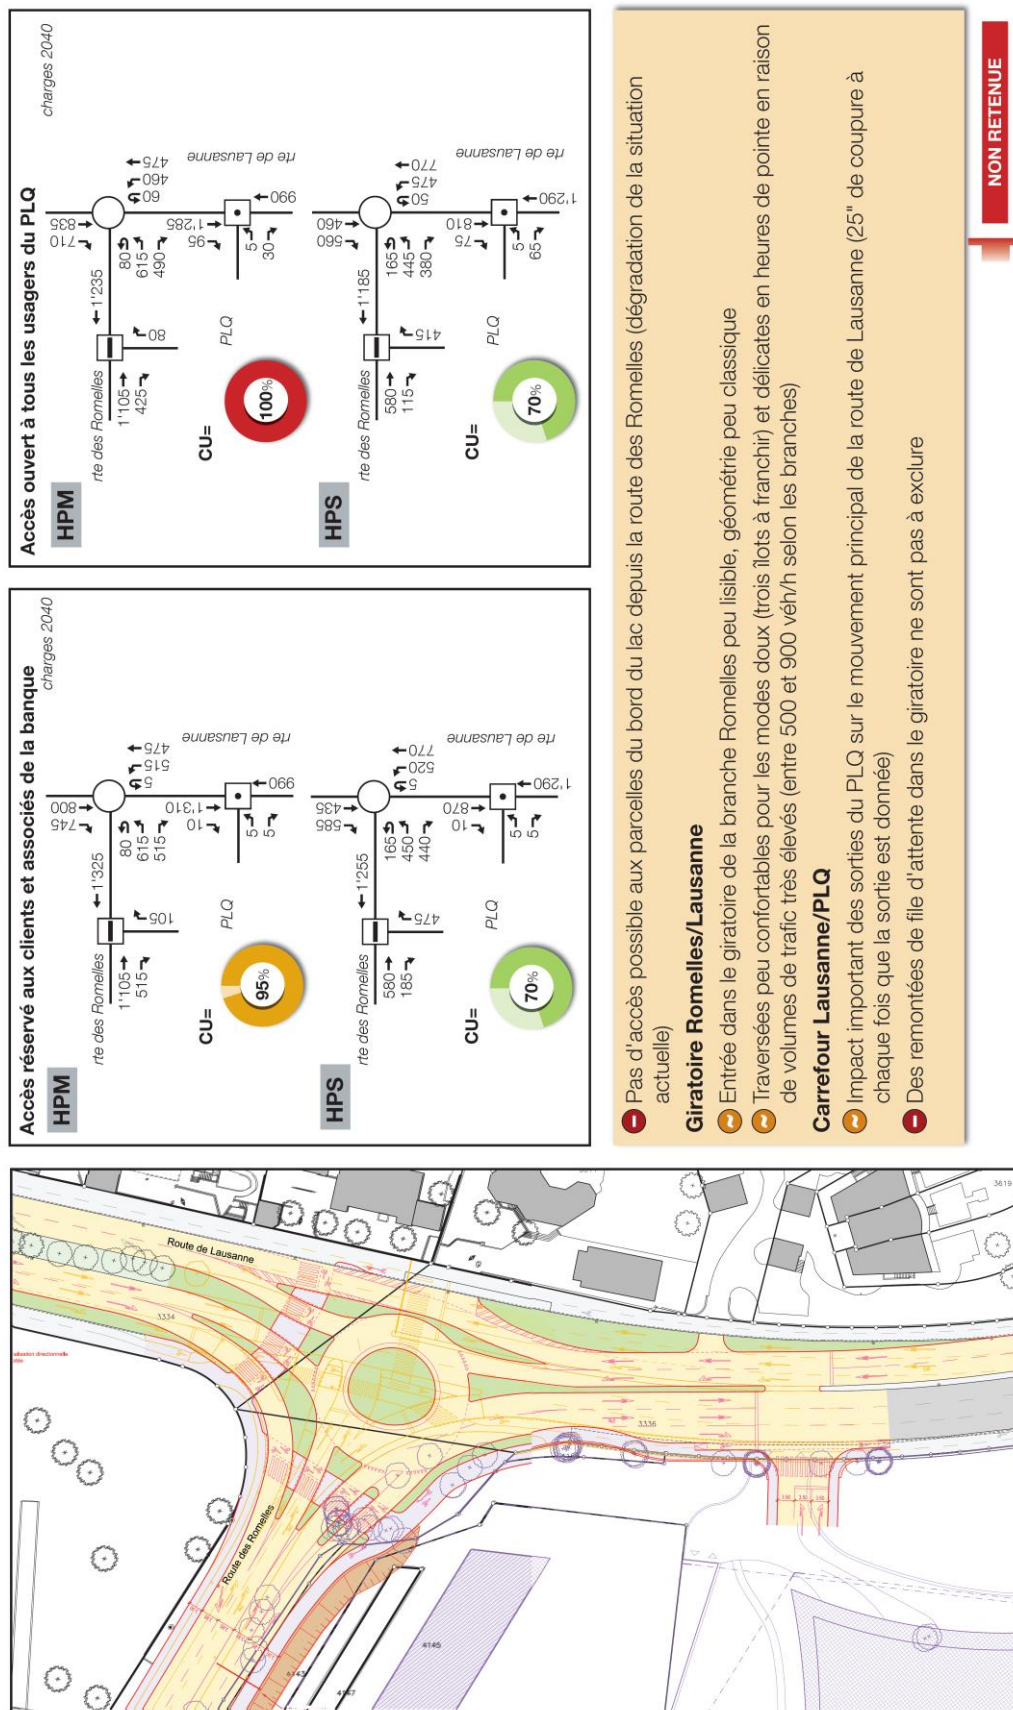 Accès réservé aux clients et associés de la banque
charges 2040
HPM
rte des Romelles
1'105
515
105
1'325
745
800
80
615
515
5
515
475
rte de Lausanne
10
1'310
5
5
990
PLQ
CU=
95%
HPS
rte des Romelles
580
185
475
1'255
585
435
165
450
440
5
520
770
rte de Lausanne
10
870
5
5
1'290
PLQ
CU=
70%
Accès ouvert à tous les usagers du PLQ
charges 2040
HPM
rte des Romelles
1'105
425
80
1'235
710
835
80
615
490
60
460
475
rte de Lausanne
95
1'285
5
30
990
PLQ
CU=
100%
HPS
rte des Romelles
580
115
415
1'185
560
460
165
445
380
50
475
770
rte de Lausanne
75
810
5
65
1'290
PLQ
CU=
70%
Pas d'accès possible aux parcelles du bord du lac depuis la route des Romelles (dégradation de la situation
actuelle)
Giratoire Romelles/Lausanne
~ Entrée dans le giratoire de la branche Romelles peu lisible, géométrie peu classique
~ Traversées peu confortables pour les modes doux (trois îlots à franchir) et délicates en heures de pointe en raison
de volumes de trafic très élevés (entre 500 et 900 véh/h selon les branches)
Carrefour Lausanne/PLQ
~ Impact important des sorties du PLQ sur le mouvement principal de la route de Lausanne (25" de coupure à
chaque fois que la sortie est donnée)
Des remontées de file d'attente dans le giratoire ne sont pas à exclure
NON RETENUE
Route de Lausanne
Route des Romelles
3334
3336
3619
4146
4147